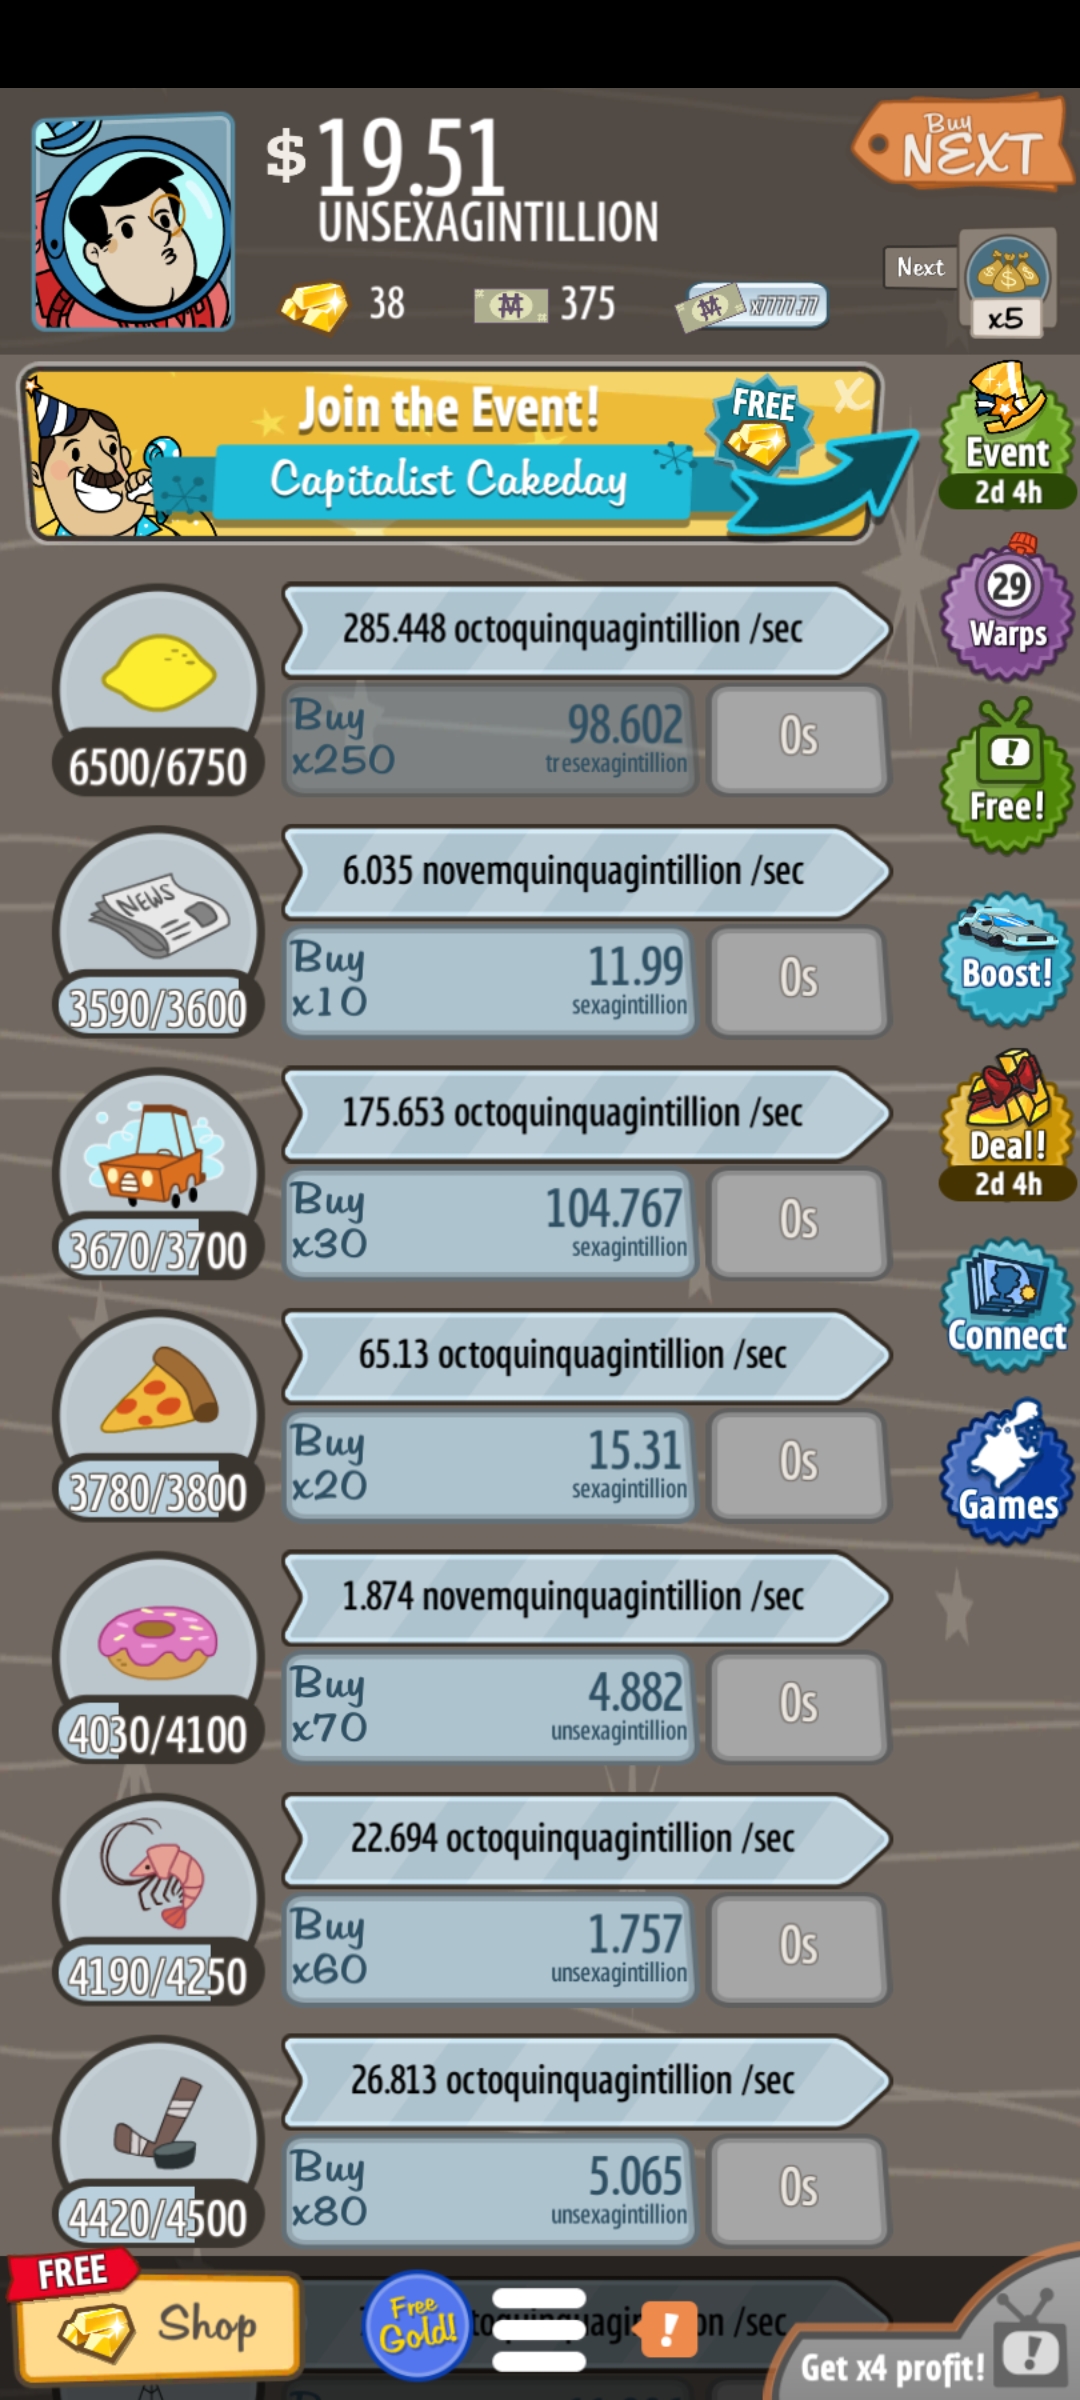 $19.51
UNSEXAGINTILLION
Buy
NEXT
38
375
x7777.77
Next
x5
Join the Event!
Capitalist Cakeday
FREE
X
Event
2d 4h
285.448 octoquinquagintillion /sec
Buy
x250
98.602
tresexagintillion
0s
6500/6750
29
Warps
Free!
6.035 novemquinquagintillion /sec
NEWS
Buy
x10
11.99
sexagintillion
0s
3590/3600
Boost!
175.653 octoquinquagintillion /sec
Buy
x30
104.767
sexagintillion
0s
3670/3700
Deal!
2d 4h
65.13 octoquinquagintillion /sec
Buy
x20
15.31
sexagintillion
0s
3780/3800
Connect
Games
1.874 novemquinquagintillion /sec
Buy
x70
4.882
unsexagintillion
0s
4030/4100
22.694 octoquinquagintillion /sec
Buy
x60
1.757
unsexagintillion
0s
4190/4250
26.813 octoquinquagintillion /sec
Buy
x80
5.065
unsexagintillion
0s
4420/4500
FREE
Shop
Free
Gold!
!
/sec
Get x4 profit!
!